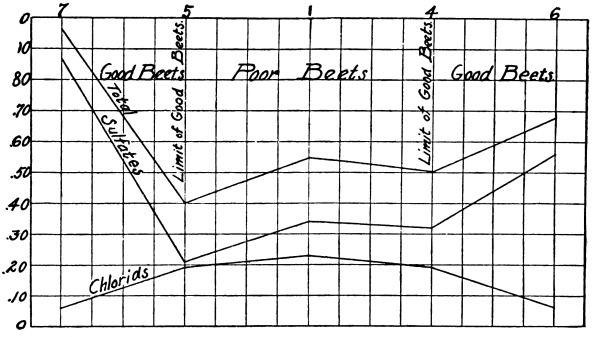 7 5 1 4 6
0
10
80
.70
.60
.50
.40
.30
.20
.10
0
Good Beets
Poor Beets
Good Beets
Limit of Good Beets
Limit of Good Beets
Total
Sulfates
Chlorids